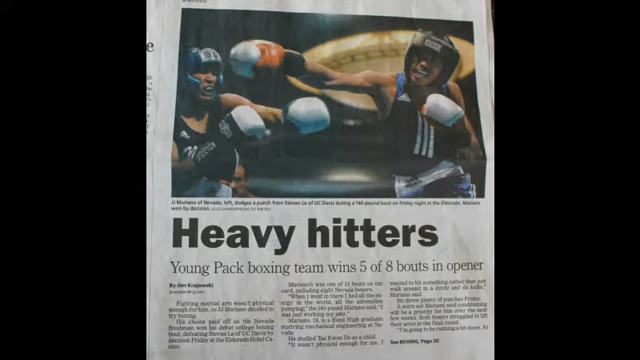 JJ Mariano of Nevada, left, dodges a punch from Steven La of UC Davis during a 140-pound bout on Friday night at the Eldorado. Mariano
won by decision.
Heavy hitters
Young Pack boxing team wins 5 of 8 bouts in opener
By Jim Krajewski
Fighting martial arts wasn't physical
enough for him, so JJ Mariano decided to
try boxing.
His choice paid off as the Nevada
freshman won his debut college boxing
bout, defeating Steven La of UC Davis by
decision Friday at the Eldorado Hotel Ca-
sino.
Mariano's was one of 13 bouts on the
card, including eight Nevada boxers.
"When I went in there I had all the en-
ergy in the world, all the adrenaline
pumping," the 140-pound Mariano said. "I
was just working my jabs."
Mariano, 18, is a Reed High graduate
studying mechanical engineering at Ne-
vada.
He studied Tae Kwon Do as a child.
"It wasn't physical enough for me. I
wanted to hit something rather than just
walk around in a circle and do kicks,"
Mariano said.
He threw plenty of punches Friday.
A worn out Mariano said conditioning
will be a priority for him over the next
few weeks. Both boxers struggled to lift
their arms in the final round.
"I'm going to be running a lot more. At
See BOXING, Page 3D